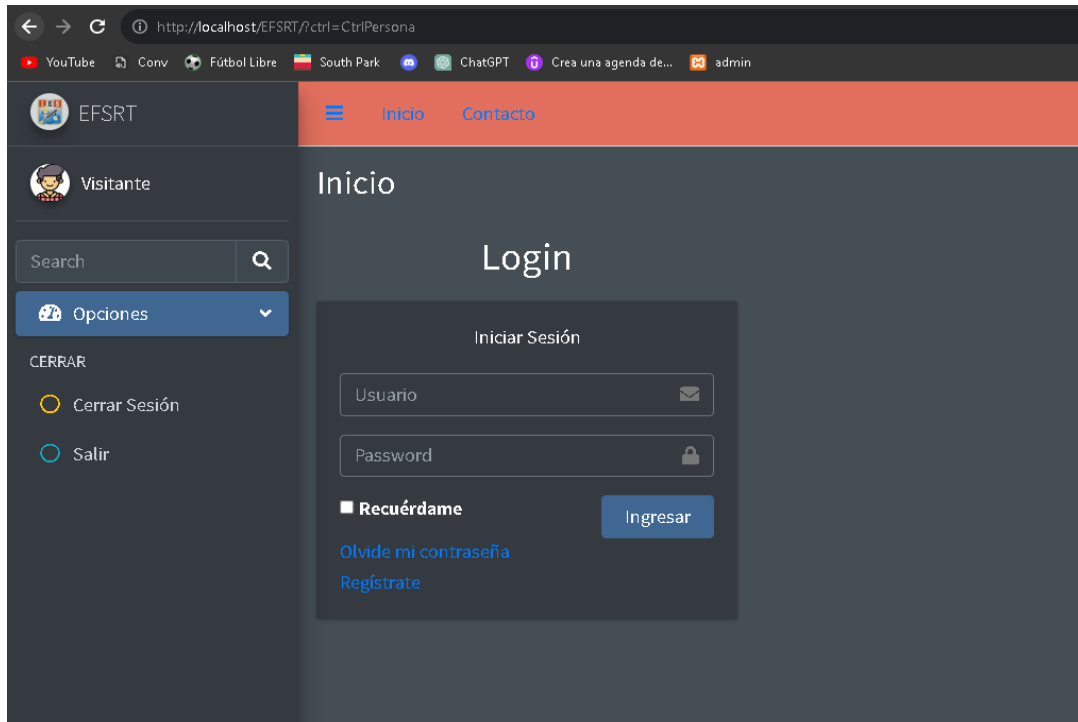 http://localhost/EFSRT/?ctrl=CtrlPersona
YouTube Conv Fútbol Libre South Park ChatGPT Crea una agenda de... admin
EFSRT Inicio Contacto
Visitante
Inicio
Search
Opciones
CERRAR
Cerrar Sesión
Salir
Login
Iniciar Sesión
Usuario
Password
Recuérdame
Ingresar
Olvide mi contraseña
Regístrate